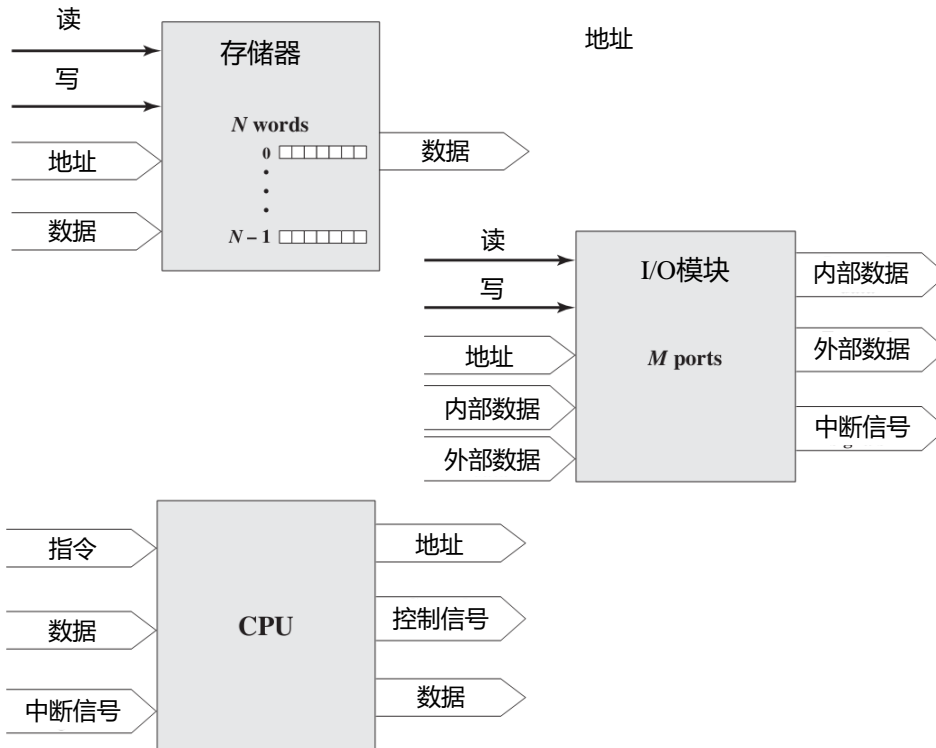 读
写
地址
数据
存储器
N words
0
N – 1
数据
地址
读
写
地址
内部数据
外部数据
I/O模块
M ports
内部数据
外部数据
中断信号
指令
数据
中断信号
CPU
地址
控制信号
数据